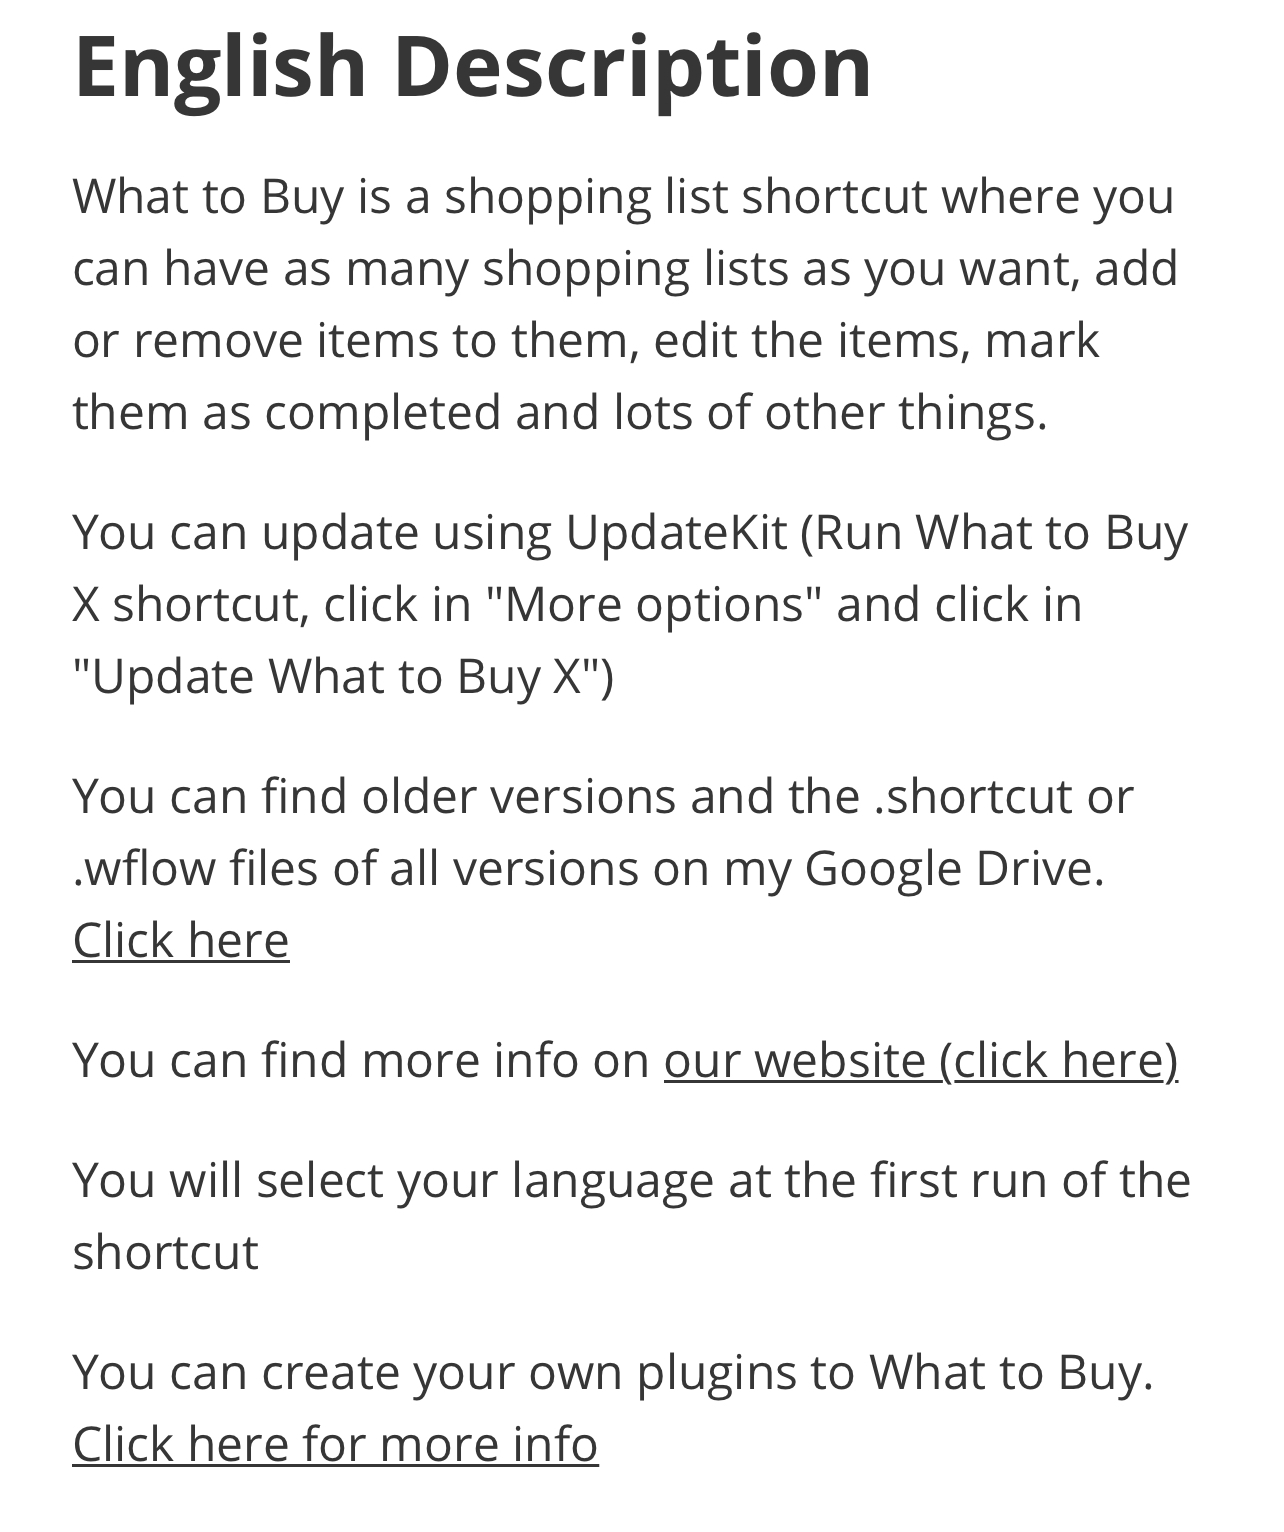 English Description
What to Buy is a shopping list shortcut where you
can have as many shopping lists as you want, add
or remove items to them, edit the items, mark
them as completed and lots of other things.
You can update using UpdateKit (Run What to Buy
X shortcut, click in "More options" and click in
"Update What to Buy X")
You can find older versions and the .shortcut or
.wflow files of all versions on my Google Drive.
Click here
You can find more info on our website (click here)
You will select your language at the first run of the
shortcut
You can create your own plugins to What to Buy.
Click here for more info